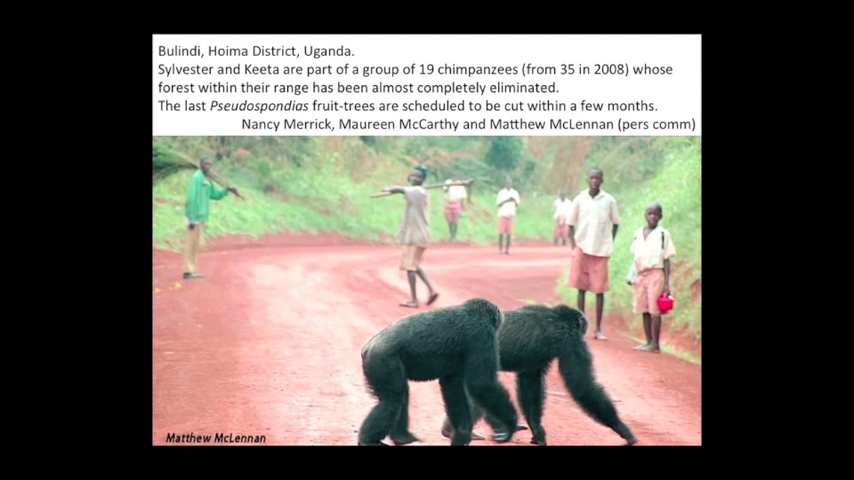 Bulindi, Hoima District, Uganda.
Sylvester and Keeta are part of a group of 19 chimpanzees (from 35 in 2008) whose
forest within their range has been almost completely eliminated.
The last Pseudospondias fruit-trees are scheduled to be cut within a few months.
Nancy Merrick, Maureen McCarthy and Matthew McLennan (pers comm)
Matthew McLennan